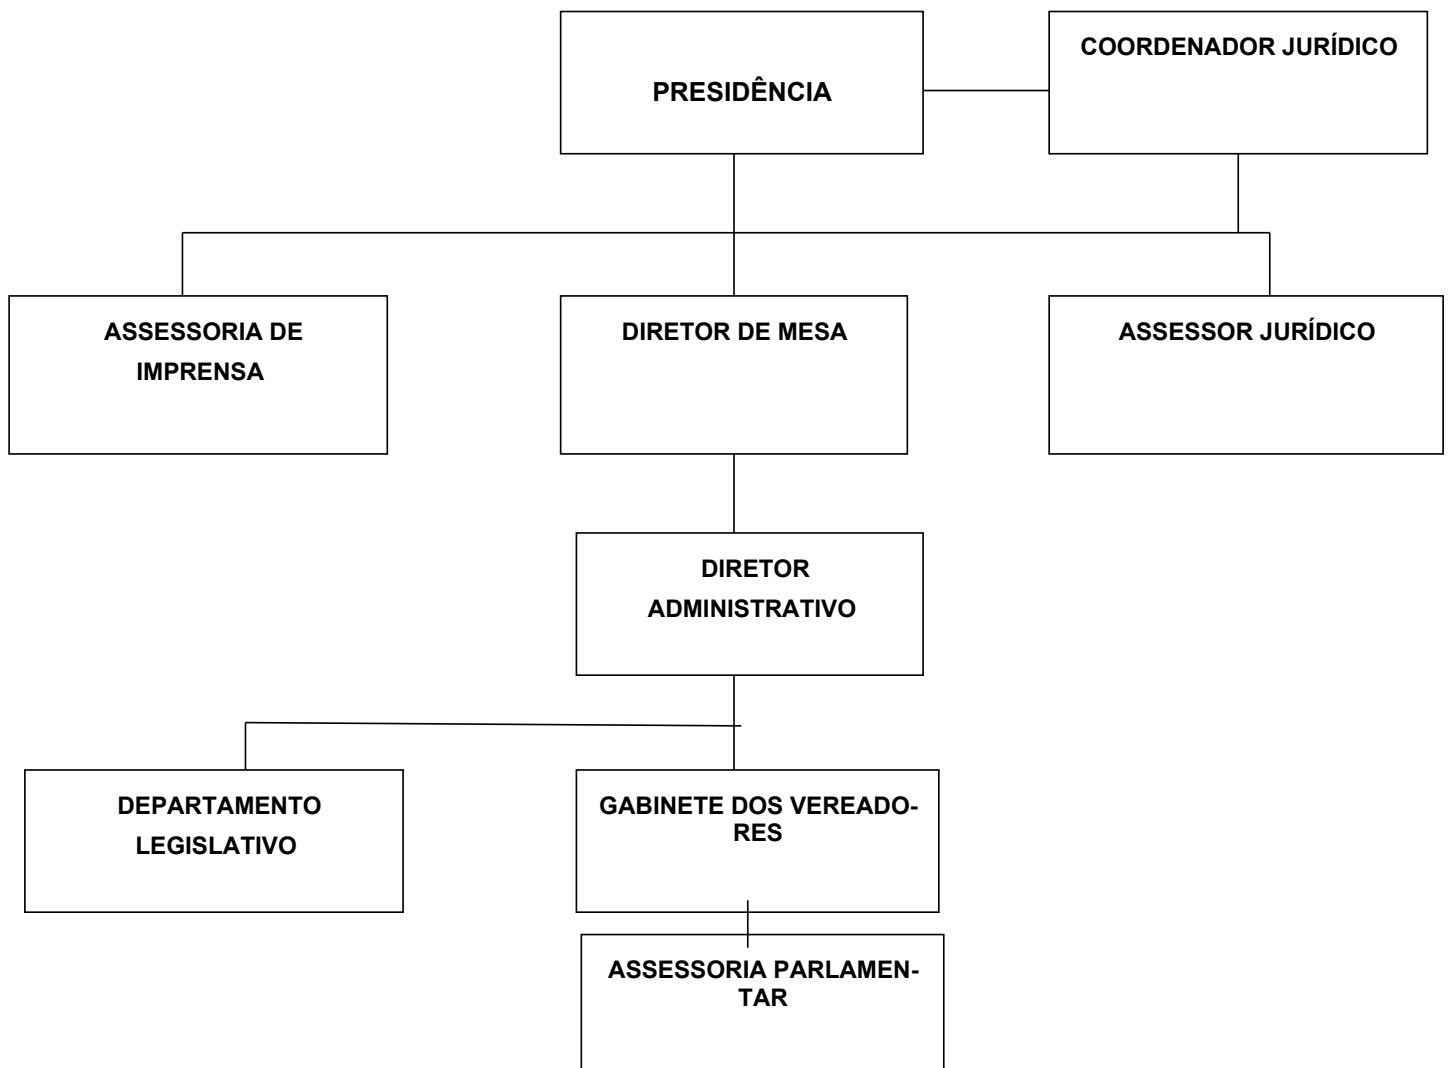 PRESIDÊNCIA
COORDENADOR JURÍDICO
ASSESSORIA DE
IMPRENSA
DIRETOR DE MESA
ASSESSOR JURÍDICO
DIRETOR
ADMINISTRATIVO
DEPARTAMENTO
LEGISLATIVO
GABINETE DOS VEREADO-
RES
ASSESSORIA PARLAMEN-
TAR